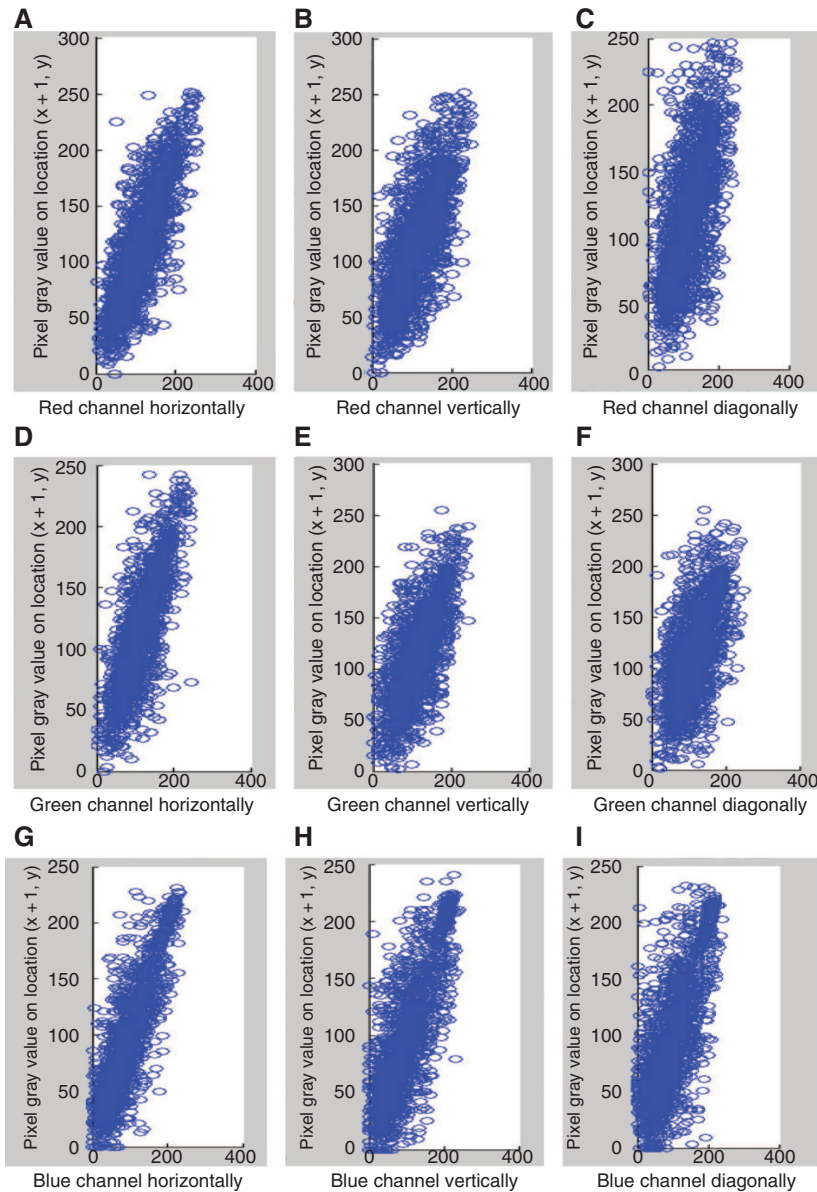 A
Pixel gray value on location (x + 1, y)
300
250
200
150
100
50
0
0 200 400
Red channel horizontally
B
Pixel gray value on location (x + 1, y)
300
250
200
150
100
50
0
0 200 400
Red channel vertically
C
Pixel gray value on location (x + 1, y)
250
200
150
100
50
0
0 200 400
Red channel diagonally
D
Pixel gray value on location (x + 1, y)
250
200
150
100
50
0
0 200 400
Green channel horizontally
E
Pixel gray value on location (x + 1, y)
300
250
200
150
100
50
0
0 200 400
Green channel vertically
F
Pixel gray value on location (x + 1, y)
300
250
200
150
100
50
0
0 200 400
Green channel diagonally
G
Pixel gray value on location (x + 1, y)
250
200
150
100
50
0
0 200 400
Blue channel horizontally
H
Pixel gray value on location (x + 1, y)
250
200
150
100
50
0
0 200 400
Blue channel vertically
I
Pixel gray value on location (x + 1, y)
250
200
150
100
50
0
0 200 400
Blue channel diagonally